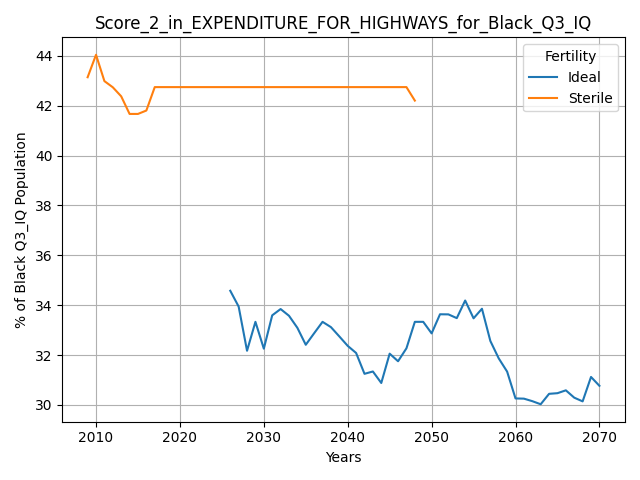 Score_2_in_EXPENDITURE_FOR_HIGHWAYS_for_Black_Q3_IQ
Fertility
Ideal
Sterile
% of Black Q3_IQ Population
44
42
40
38
36
34
32
30
2010 2020 2030 2040 2050 2060 2070
Years